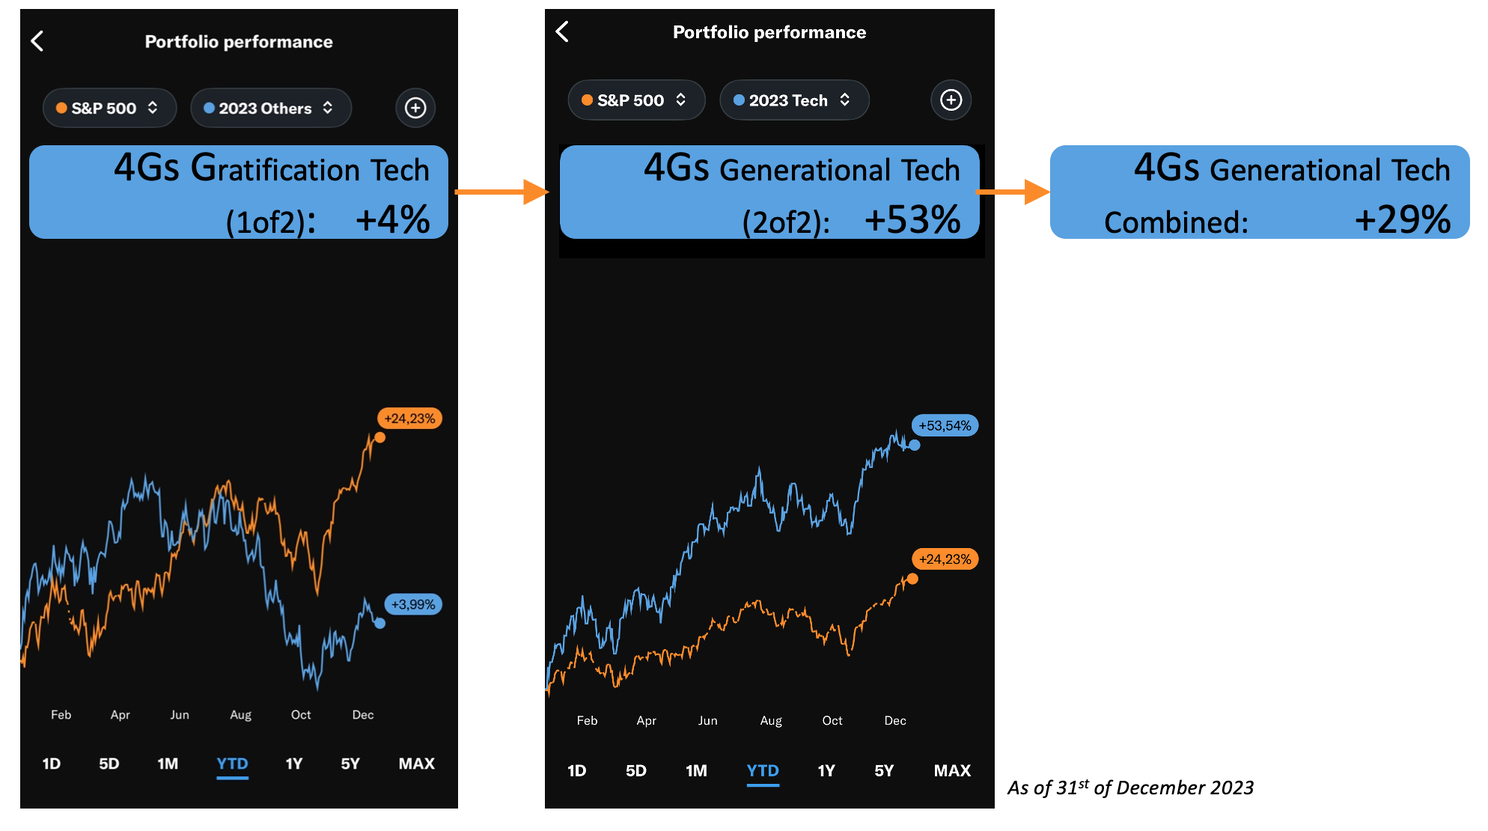 Portfolio performance
S&P 500
2023 Others
4Gs Gratification Tech
(1of2): +4%
+24,23%
+3,99%
Feb Apr Jun Aug Oct Dec
1D 5D 1M YTD 1Y 5Y MAX
Portfolio performance
S&P 500
2023 Tech
4Gs Generational Tech
(2of2): +53%
+53,54%
+24,23%
Feb Apr Jun Aug Oct Dec
1D 5D 1M YTD 1Y 5Y MAX
4Gs Generational Tech
Combined: +29%
As of 31st of December 2023